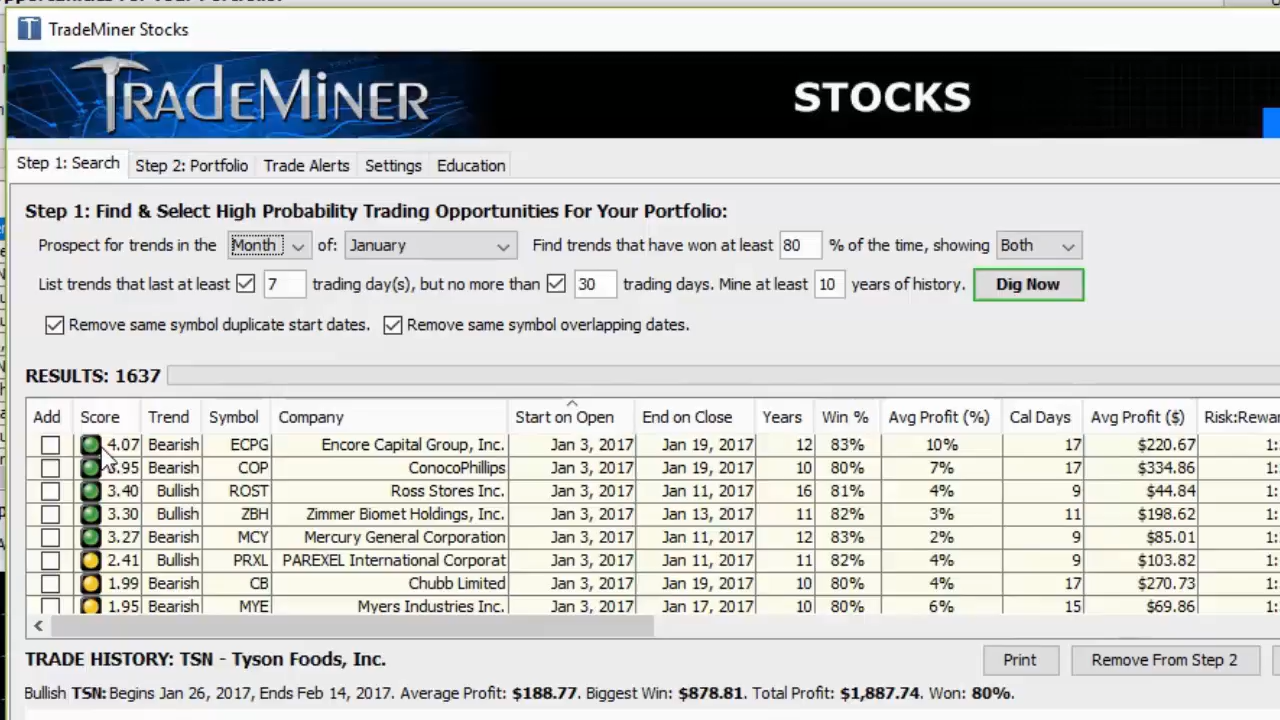 TradeMiner Stocks
TRADEMINER
STOCKS
Step 1: Search Step 2: Portfolio Trade Alerts Settings Education
Step 1: Find & Select High Probability Trading Opportunities For Your Portfolio:
Prospect for trends in the Month of: January Find trends that have won at least 80 % of the time, showing Both
List trends that last at least 7 trading day(s), but no more than 30 trading days. Mine at least 10 years of history. Dig Now
Remove same symbol duplicate start dates. Remove same symbol overlapping dates.
RESULTS: 1637
Add Score Trend Symbol Company Start on Open End on Close Years Win % Avg Profit (%) Cal Days Avg Profit ($) Risk:Rewa
4.07 Bearish ECPG Encore Capital Group, Inc. Jan 3, 2017 Jan 19, 2017 12 83% 10% 17 $220.67 1:
3.95 Bearish COP ConocoPhillips Jan 3, 2017 Jan 19, 2017 10 80% 7% 17 $334.86 1:
3.40 Bullish ROST Ross Stores Inc. Jan 3, 2017 Jan 11, 2017 16 81% 4% 9 $44.84 1:
3.30 Bullish ZBH Zimmer Biomet Holdings, Inc. Jan 3, 2017 Jan 13, 2017 11 82% 3% 11 $198.62 1:
3.27 Bearish MCY Mercury General Corporation Jan 3, 2017 Jan 11, 2017 12 83% 2% 9 $85.01 1:
2.41 Bullish PRXL PAREXEL International Corporat Jan 3, 2017 Jan 11, 2017 11 82% 4% 9 $103.82 1:
1.99 Bearish CB Chubb Limited Jan 3, 2017 Jan 19, 2017 10 80% 4% 17 $270.73 1:
1.95 Bearish MYE Myers Industries Inc. Jan 3, 2017 Jan 17, 2017 10 80% 6% 15 $69.86 1:
TRADE HISTORY: TSN - Tyson Foods, Inc. Print Remove From Step 2
Bullish TSN: Begins Jan 26, 2017, Ends Feb 14, 2017. Average Profit: $188.77. Biggest Win: $878.81. Total Profit: $1,887.74. Won: 80%.